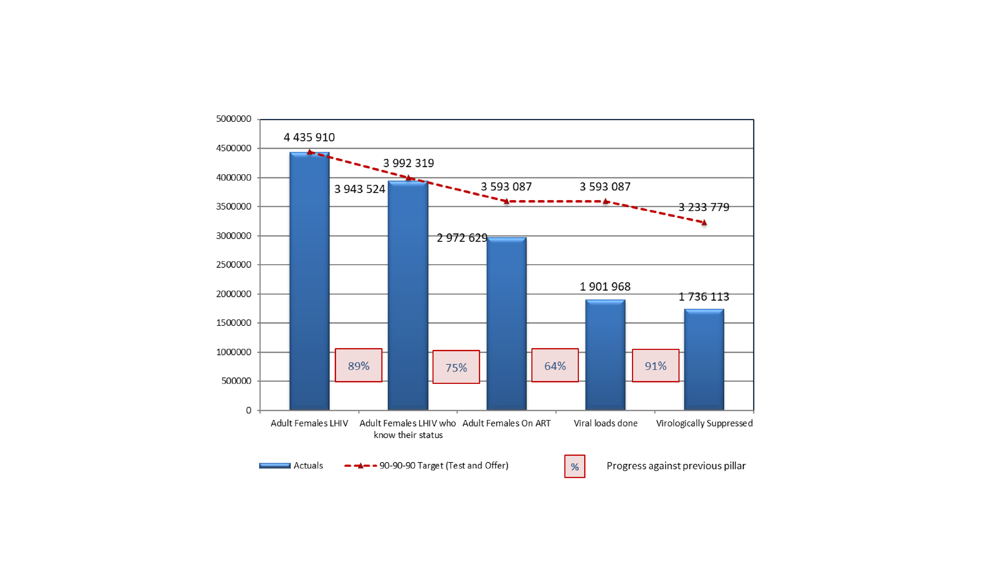 5000000
4 435 910
4500000
3 992 319
4000000
3 943 524
3 593 087
3 593 087
3500000
3 233 779
3000000
2 972 629
2500000
1 901 968
2000000
1 736 113
1500000
1000000
89%
75%
64%
91%
500000
0
Adult Females LHIV
Adult Females LHIV who
know their status
Adult Females On ART
Viral loads done
Virologically Suppressed
Actuals
90-90-90 Target (Test and Offer)
%
Progress against previous pillar